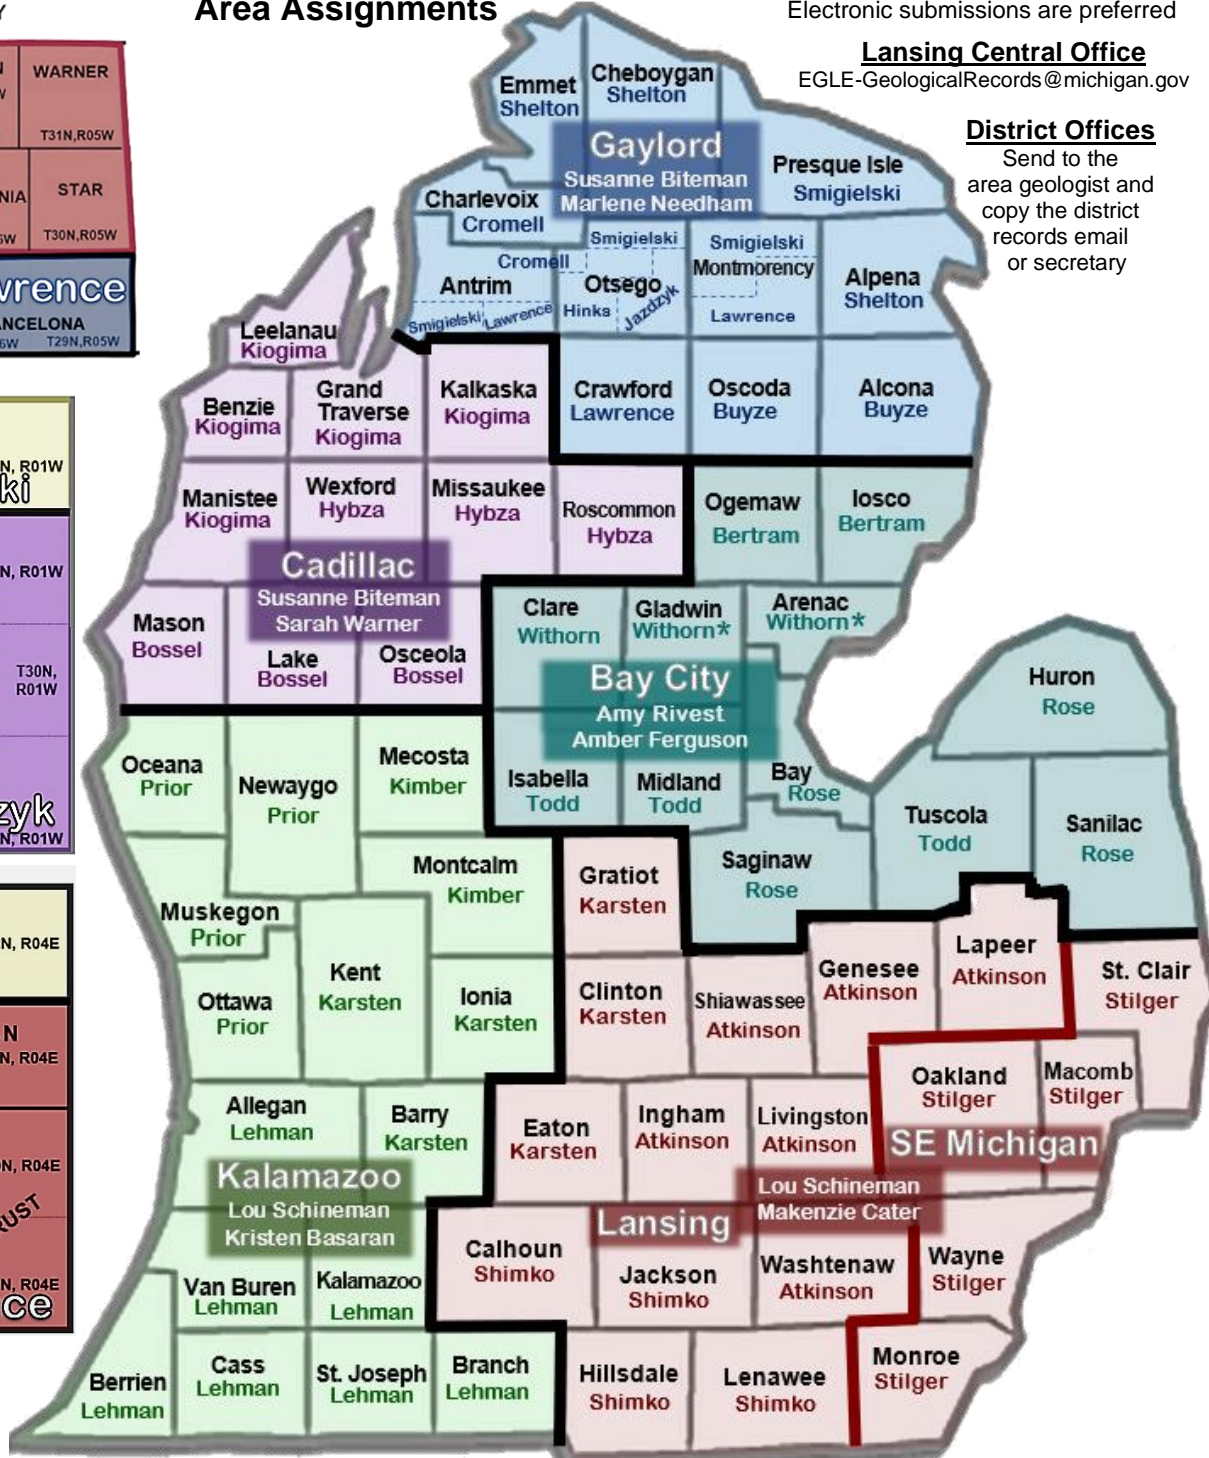 Area Assignments
Electronic submissions are preferred
Lansing Central Office
EGLE-GeologicalRecords@michigan.gov
District Offices
Send to the
area geologist and
copy the district
records email
or secretary
WARNER
T31N,R05W
STAR
T30N,R05W
T29N,R05W
N, R01W
N, R01W
T30N,
R01W
N, R01W
N, R04E
N, R04E
N, R04E
N, R04E
Emmet
Shelton
Cheboygan
Shelton
Gaylord
Susanne Biteman
Marlene Needham
Presque Isle
Smigielski
Charlevoix
Cromell
Cromell
Antrim
Smigielski
Lawrence
Smigielski
Otsego
Hinks
Jazdzyk
Smigielski
Montmorency
Lawrence
Alpena
Shelton
Leelanau
Kiogima
Benzie
Kiogima
Grand
Traverse
Kiogima
Kalkaska
Kiogima
Crawford
Lawrence
Oscoda
Buyze
Alcona
Buyze
Manistee
Kiogima
Wexford
Hybza
Missaukee
Hybza
Roscommon
Hybza
Ogemaw
Bertram
Iosco
Bertram
Cadillac
Susanne Biteman
Sarah Warner
Mason
Bossel
Lake
Bossel
Osceola
Bossel
Clare
Withorn
Gladwin
Withorn*
Arenac
Withorn*
Bay City
Amy Rivest
Amber Ferguson
Huron
Rose
Oceana
Prior
Newaygo
Prior
Mecosta
Kimber
Isabella
Todd
Midland
Todd
Bay
Rose
Tuscola
Todd
Sanilac
Rose
Montcalm
Kimber
Gratiot
Karsten
Saginaw
Rose
Muskegon
Prior
Kent
Karsten
Ottawa
Prior
Ionia
Karsten
Clinton
Karsten
Shiawassee
Atkinson
Genesee
Atkinson
Lapeer
Atkinson
St. Clair
Stilger
Oakland
Stilger
Macomb
Stilger
Allegan
Lehman
Barry
Karsten
Eaton
Karsten
Ingham
Atkinson
Livingston
Atkinson
SE Michigan
Kalamazoo
Lou Schineman
Kristen Basaran
Lansing
Lou Schineman
Makenzie Cater
Calhoun
Shimko
Jackson
Shimko
Washtenaw
Atkinson
Wayne
Stilger
Van Buren
Lehman
Kalamazoo
Lehman
Berrien
Lehman
Cass
Lehman
St. Joseph
Lehman
Branch
Lehman
Hillsdale
Shimko
Lenawee
Shimko
Monroe
Stilger